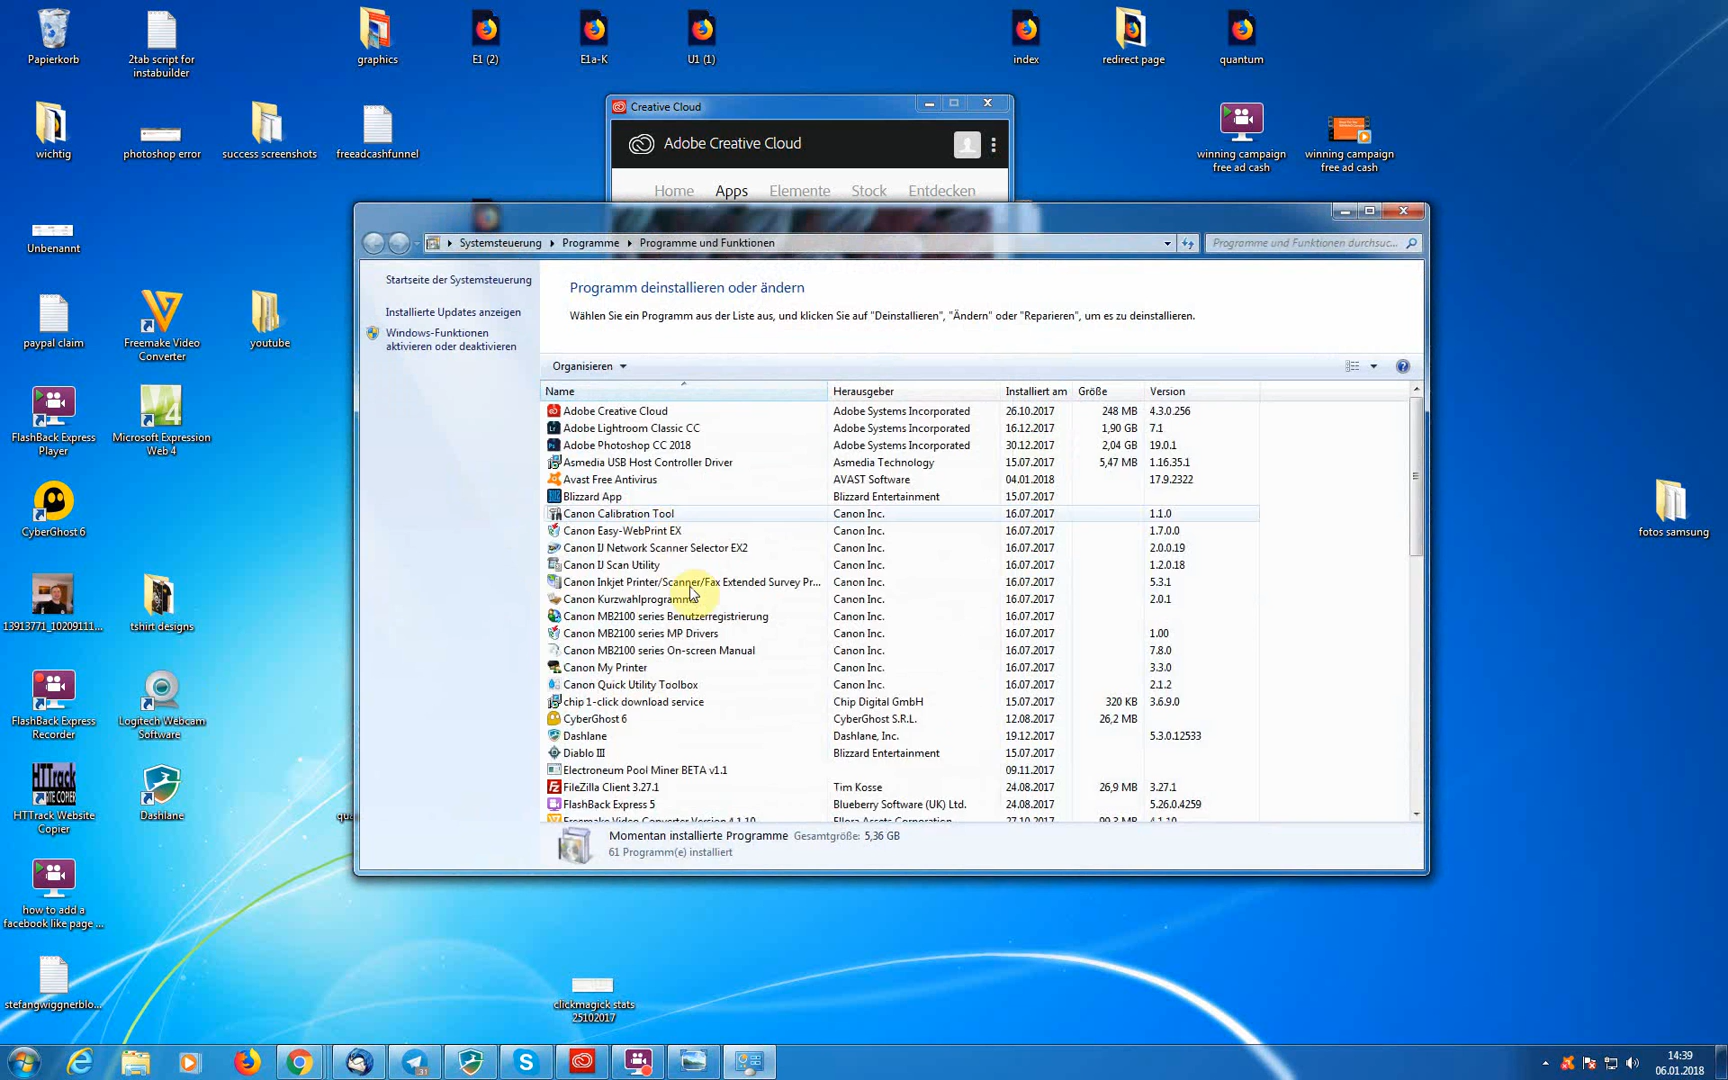 Papierkorb
2tab script for
instabuilder
graphics
E1 (2)
E1a-K
U1 (1)
index
redirect page
quantum
wichtig
photoshop error
success screenshots
freeadcashfunnel
winning campaign
free ad cash
winning campaign
free ad cash
Creative Cloud
Adobe Creative Cloud
Home
Apps
Elemente
Stock
Entdecken
Unbenannt
paypal claim
Freemake Video
Converter
youtube
FlashBack Express
Player
Microsoft Expression
Web 4
CyberGhost 6
13913771_10209111...
tshirt designs
FlashBack Express
Recorder
Logitech Webcam
Software
HTTrack
SITE COPIER
HTTrack Website
Copier
Dashlane
how to add a
facebook like page ...
stefangwiggnerblo...
clickmagick stats
25102017
fotos samsung
Systemsteuerung
Programme
Programme und Funktionen
Programme und Funktionen durchsuc...
Startseite der Systemsteuerung
Installierte Updates anzeigen
Windows-Funktionen
aktivieren oder deaktivieren
Programm deinstallieren oder ändern
Wählen Sie ein Programm aus der Liste aus, und klicken Sie auf "Deinstallieren", "Ändern" oder "Reparieren", um es zu deinstallieren.
Organisieren
Name Herausgeber Installiert am Größe Version
Adobe Creative Cloud Adobe Systems Incorporated 26.10.2017 248 MB 4.3.0.256
Adobe Lightroom Classic CC Adobe Systems Incorporated 16.12.2017 1,90 GB 7.1
Adobe Photoshop CC 2018 Adobe Systems Incorporated 30.12.2017 2,04 GB 19.0.1
Asmedia USB Host Controller Driver Asmedia Technology 15.07.2017 5,47 MB 1.16.35.1
Avast Free Antivirus AVAST Software 04.01.2018 17.9.2322
Blizzard App Blizzard Entertainment 15.07.2017
Canon Calibration Tool Canon Inc. 16.07.2017 1.1.0
Canon Easy-WebPrint EX Canon Inc. 16.07.2017 1.7.0.0
Canon IJ Network Scanner Selector EX2 Canon Inc. 16.07.2017 2.0.0.19
Canon IJ Scan Utility Canon Inc. 16.07.2017 1.2.0.18
Canon Inkjet Printer/Scanner/Fax Extended Survey Pr... Canon Inc. 16.07.2017 5.3.1
Canon Kurzwahlprogramm Canon Inc. 16.07.2017 2.0.1
Canon MB2100 series Benutzerregistrierung Canon Inc. 16.07.2017
Canon MB2100 series MP Drivers Canon Inc. 16.07.2017 1.00
Canon MB2100 series On-screen Manual Canon Inc. 16.07.2017 7.8.0
Canon My Printer Canon Inc. 16.07.2017 3.3.0
Canon Quick Utility Toolbox Canon Inc. 16.07.2017 2.1.2
chip 1-click download service Chip Digital GmbH 15.07.2017 320 KB 3.6.9.0
CyberGhost 6 CyberGhost S.R.L. 12.08.2017 26,2 MB
Dashlane Dashlane, Inc. 19.12.2017 5.3.0.12533
Diablo III Blizzard Entertainment 15.07.2017
Electroneum Pool Miner BETA v1.1 09.11.2017
FileZilla Client 3.27.1 Tim Kosse 24.08.2017 26,9 MB 3.27.1
FlashBack Express 5 Blueberry Software (UK) Ltd. 24.08.2017 5.26.0.4259
Freemake Video Converter Version 4.1.10 Ellora Assets Corporation 27.10.2017 99,3 MB 4.1.10
Momentan installierte Programme Gesamtgröße: 5,36 GB
61 Programm(e) installiert
14:39
06.01.2018